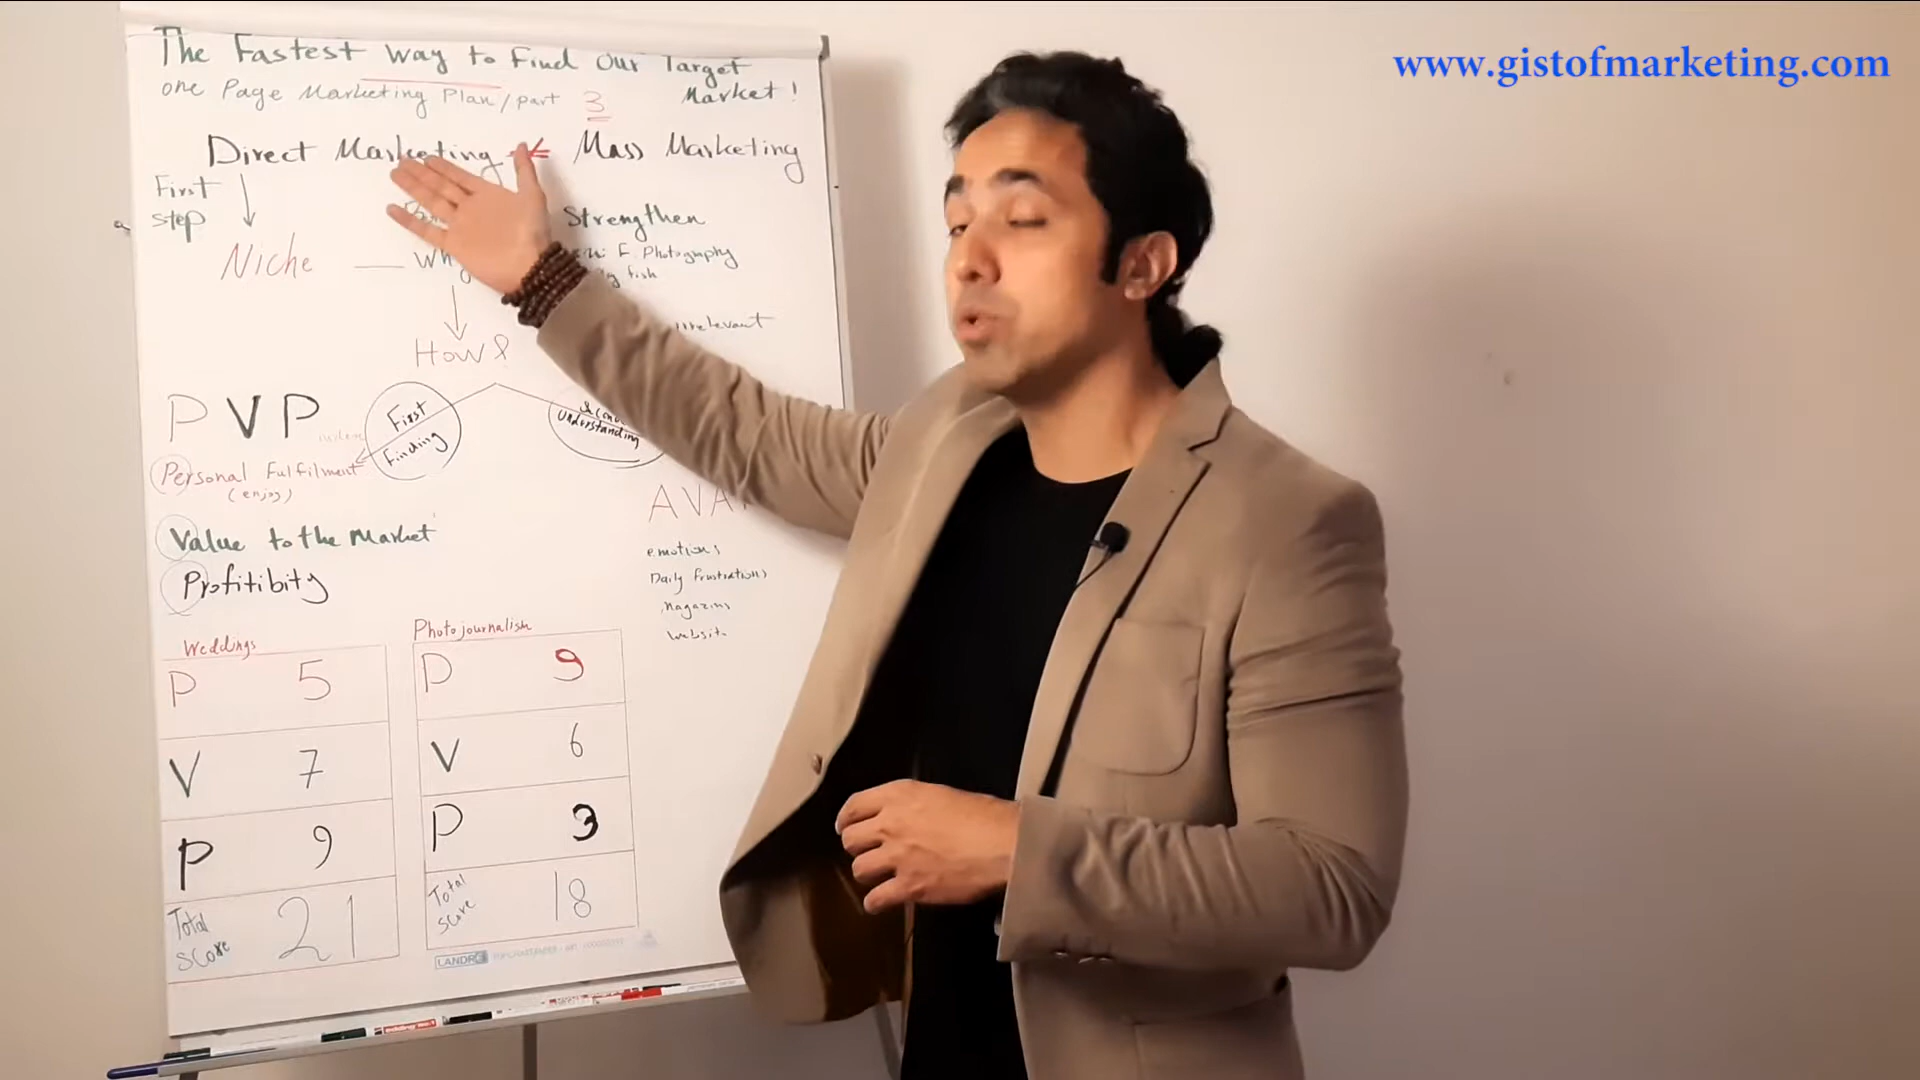 www.gistofmarketing.com
The Fastest Way to Find Our Target
Market!
one Page Marketing Plan/part 3
Direct Marketing Mass Marketing
First
step
Strengthen
Niche
F. Photography
fish
irrelevant
How?
PVP
First
Finding
Understanding
Personal Fulfilment
(enjoy)
Value to the Market
Profitibity
emotions
Daily frustrations
Magazins
Website
Weddings
P 5
V 7
P 9
Total
Score
21
Photojournalism
P 9
V 6
P 3
Total
Score
18
LANDRÉ